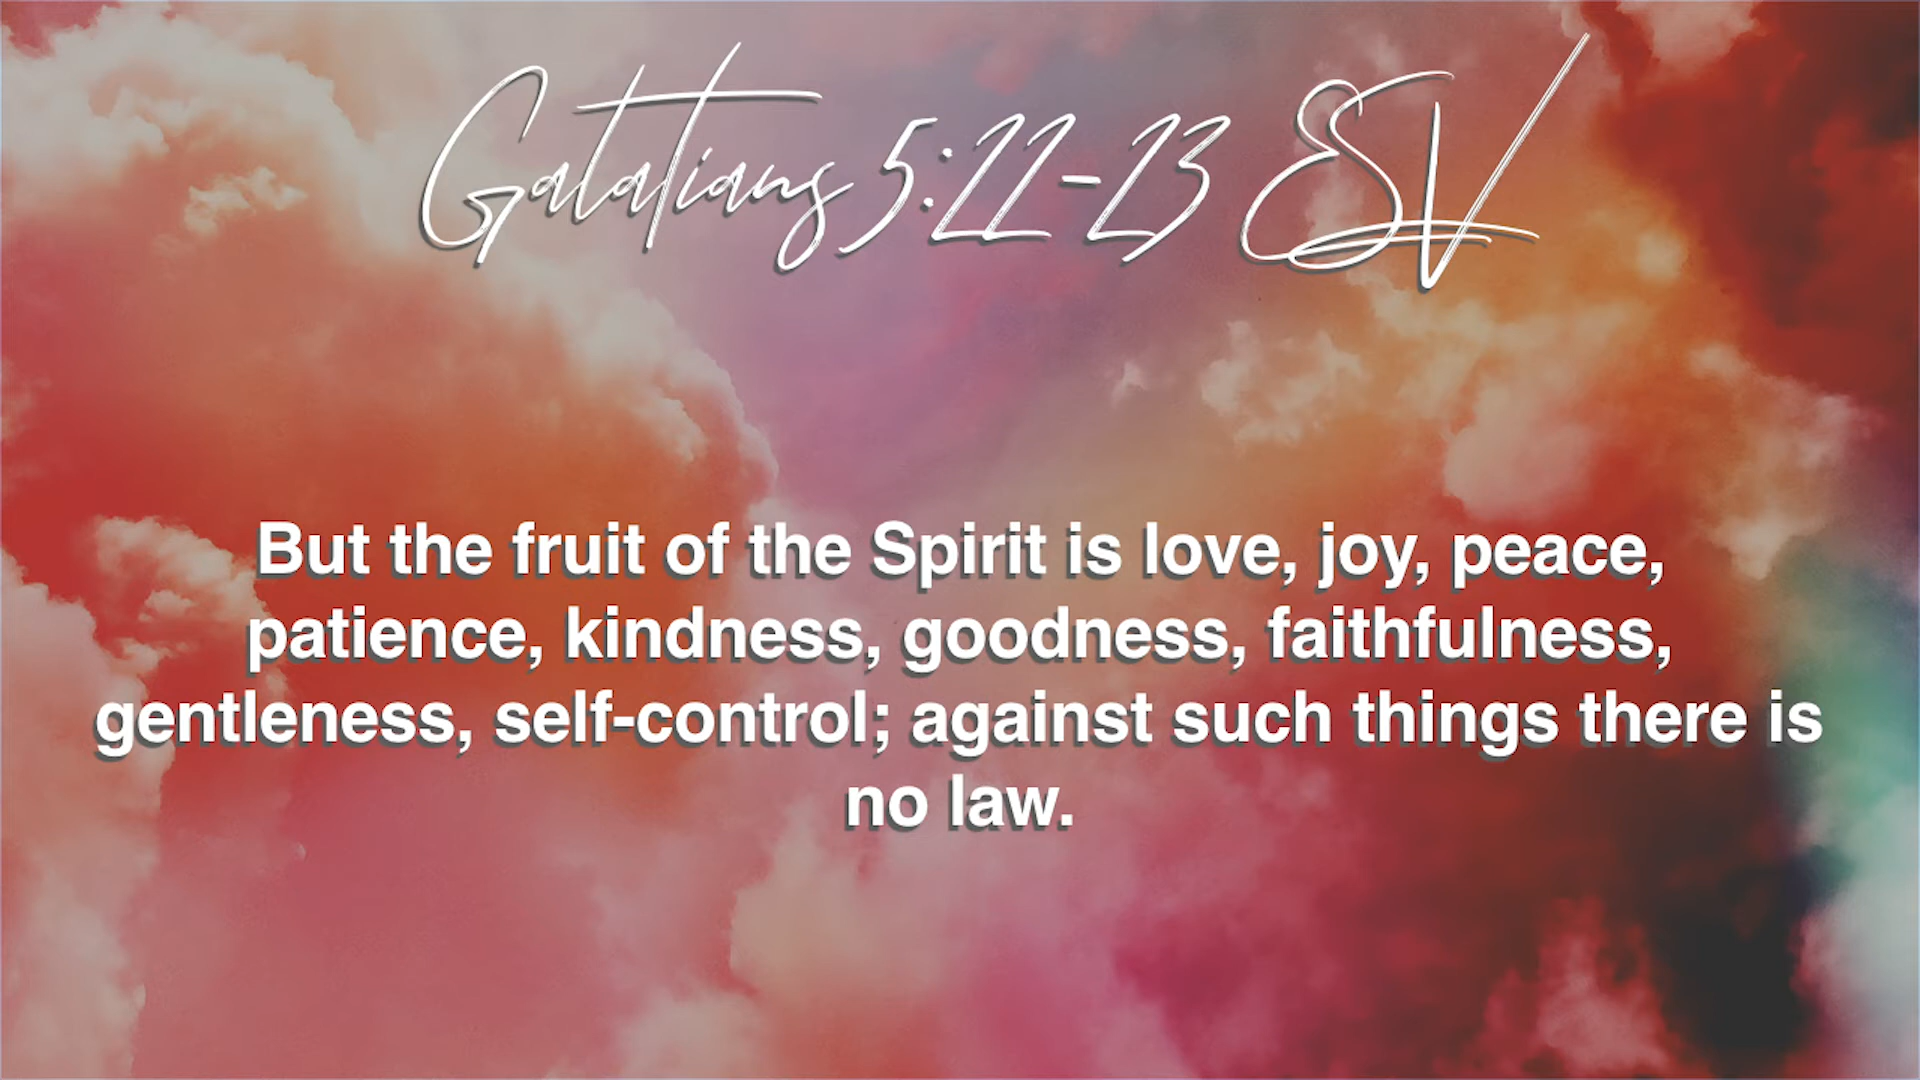 Galatians 5:22-23 ESV
But the fruit of the Spirit is love, joy, peace,
patience, kindness, goodness, faithfulness,
gentleness, self-control; against such things there is
no law.